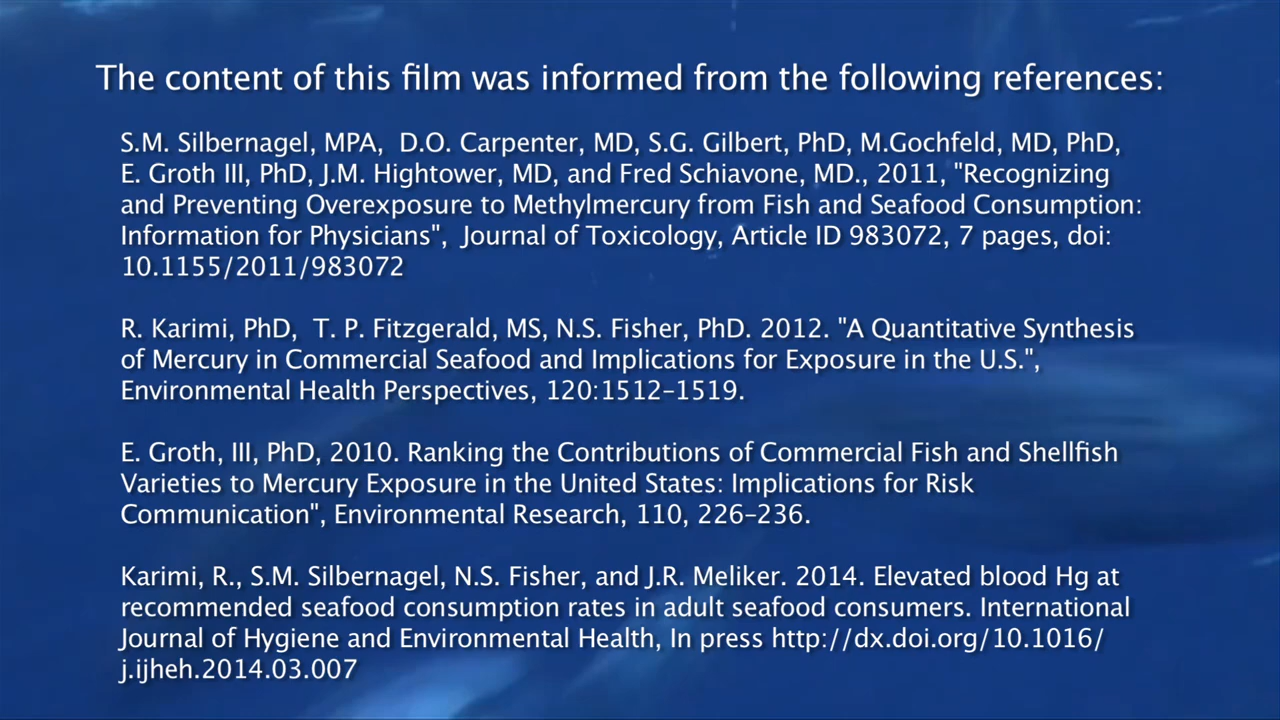 The content of this film was informed from the following references:
S.M. Silbernagel, MPA,  D.O. Carpenter, MD, S.G. Gilbert, PhD, M.Gochfeld, MD, PhD,
E. Groth III, PhD, J.M. Hightower, MD, and Fred Schiavone, MD., 2011, "Recognizing
and Preventing Overexposure to Methylmercury from Fish and Seafood Consumption:
Information for Physicians",  Journal of Toxicology, Article ID 983072, 7 pages, doi:
10.1155/2011/983072
R. Karimi, PhD,  T. P. Fitzgerald, MS, N.S. Fisher, PhD. 2012. "A Quantitative Synthesis
of Mercury in Commercial Seafood and Implications for Exposure in the U.S.",
Environmental Health Perspectives, 120:1512–1519.
E. Groth, III, PhD, 2010. Ranking the Contributions of Commercial Fish and Shellfish
Varieties to Mercury Exposure in the United States: Implications for Risk
Communication", Environmental Research, 110, 226–236.
Karimi, R., S.M. Silbernagel, N.S. Fisher, and J.R. Meliker. 2014. Elevated blood Hg at
recommended seafood consumption rates in adult seafood consumers. International
Journal of Hygiene and Environmental Health, In press http://dx.doi.org/10.1016/
j.ijheh.2014.03.007